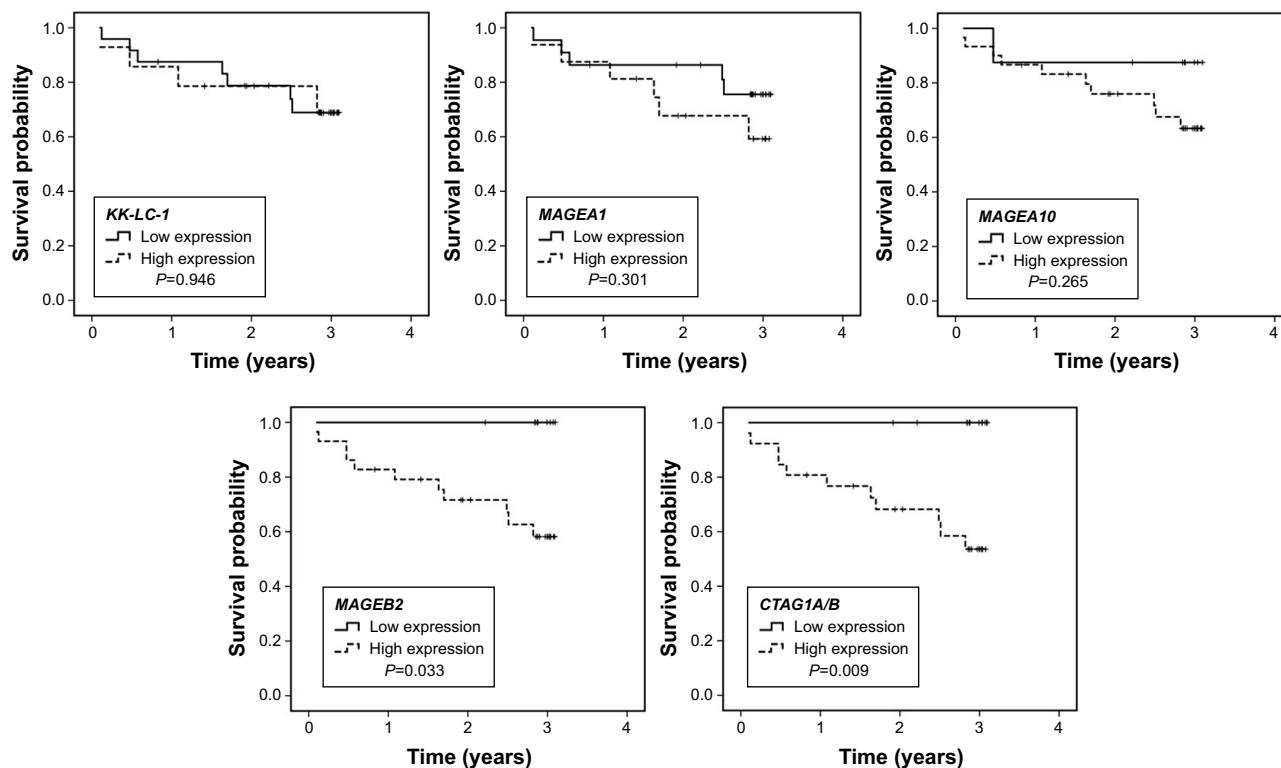 1.0
0.8
0.6
0.4
0.2
0.0
Survival probability
KK-LC-1
Low expression
High expression
P=0.946
0 1 2 3 4
Time (years)
1.0
0.8
0.6
0.4
0.2
0.0
Survival probability
MAGEA1
Low expression
High expression
P=0.301
0 1 2 3 4
Time (years)
1.0
0.8
0.6
0.4
0.2
0.0
Survival probability
MAGEA10
Low expression
High expression
P=0.265
0 1 2 3 4
Time (years)
1.0
0.8
0.6
0.4
0.2
0.0
Survival probability
MAGEB2
Low expression
High expression
P=0.033
0 1 2 3 4
Time (years)
1.0
0.8
0.6
0.4
0.2
0.0
Survival probability
CTAG1A/B
Low expression
High expression
P=0.009
0 1 2 3 4
Time (years)